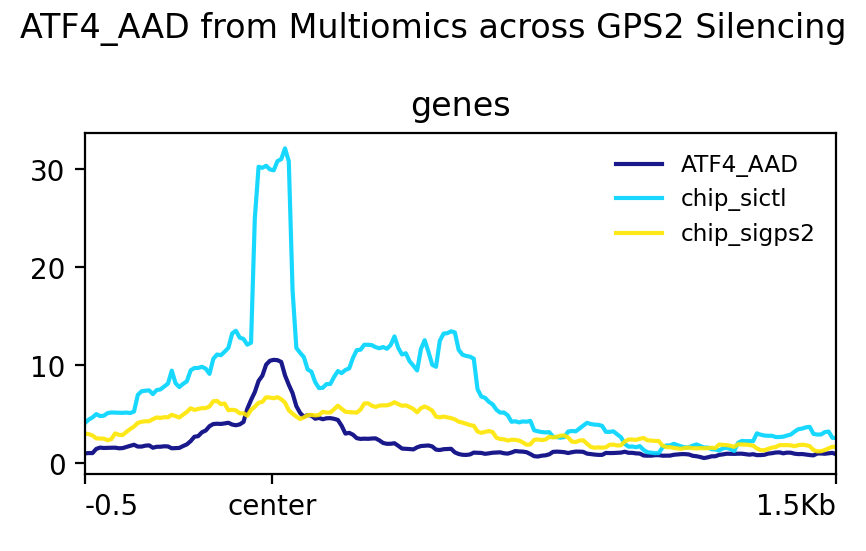 ATF4_AAD from Multiomics across GPS2 Silencing
genes
30
20
10
0
ATF4_AAD
chip_sictl
chip_sigps2
-0.5
center
1.5Kb